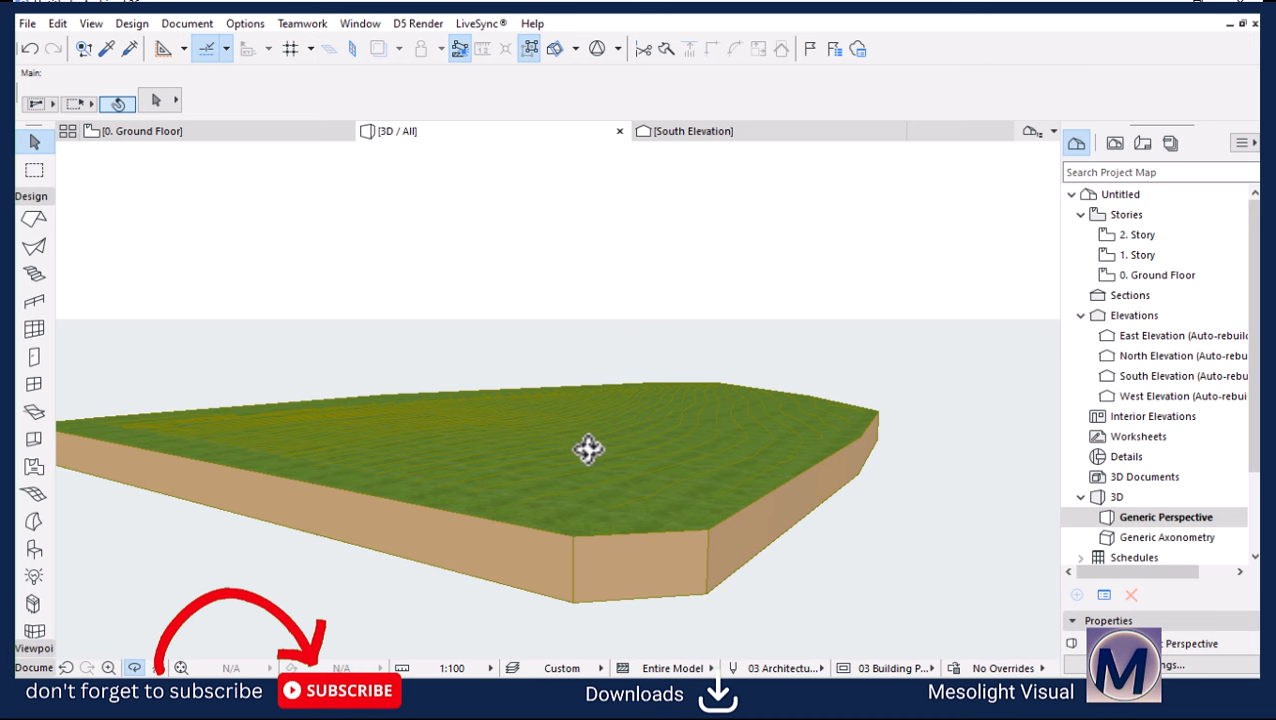 File Edit View Design Document Options Teamwork Window D5 Render LiveSync® Help
Main:
[0. Ground Floor]
[3D / All]
[South Elevation]
Search Project Map
Untitled
Stories
2. Story
1. Story
0. Ground Floor
Sections
Elevations
East Elevation (Auto-rebuil
North Elevation (Auto-rebu
South Elevation (Auto-rebu
West Elevation (Auto-rebui
Interior Elevations
Worksheets
Details
3D Documents
3D
Generic Perspective
Generic Axonometry
Schedules
Properties
Perspective
ngs...
Design
Viewpoi
Docume
N/A
N/A
1:100
Custom
Entire Model
03 Architectu...
03 Building P...
No Overrides
don't forget to subscribe
SUBSCRIBE
Downloads
Mesolight Visual
M